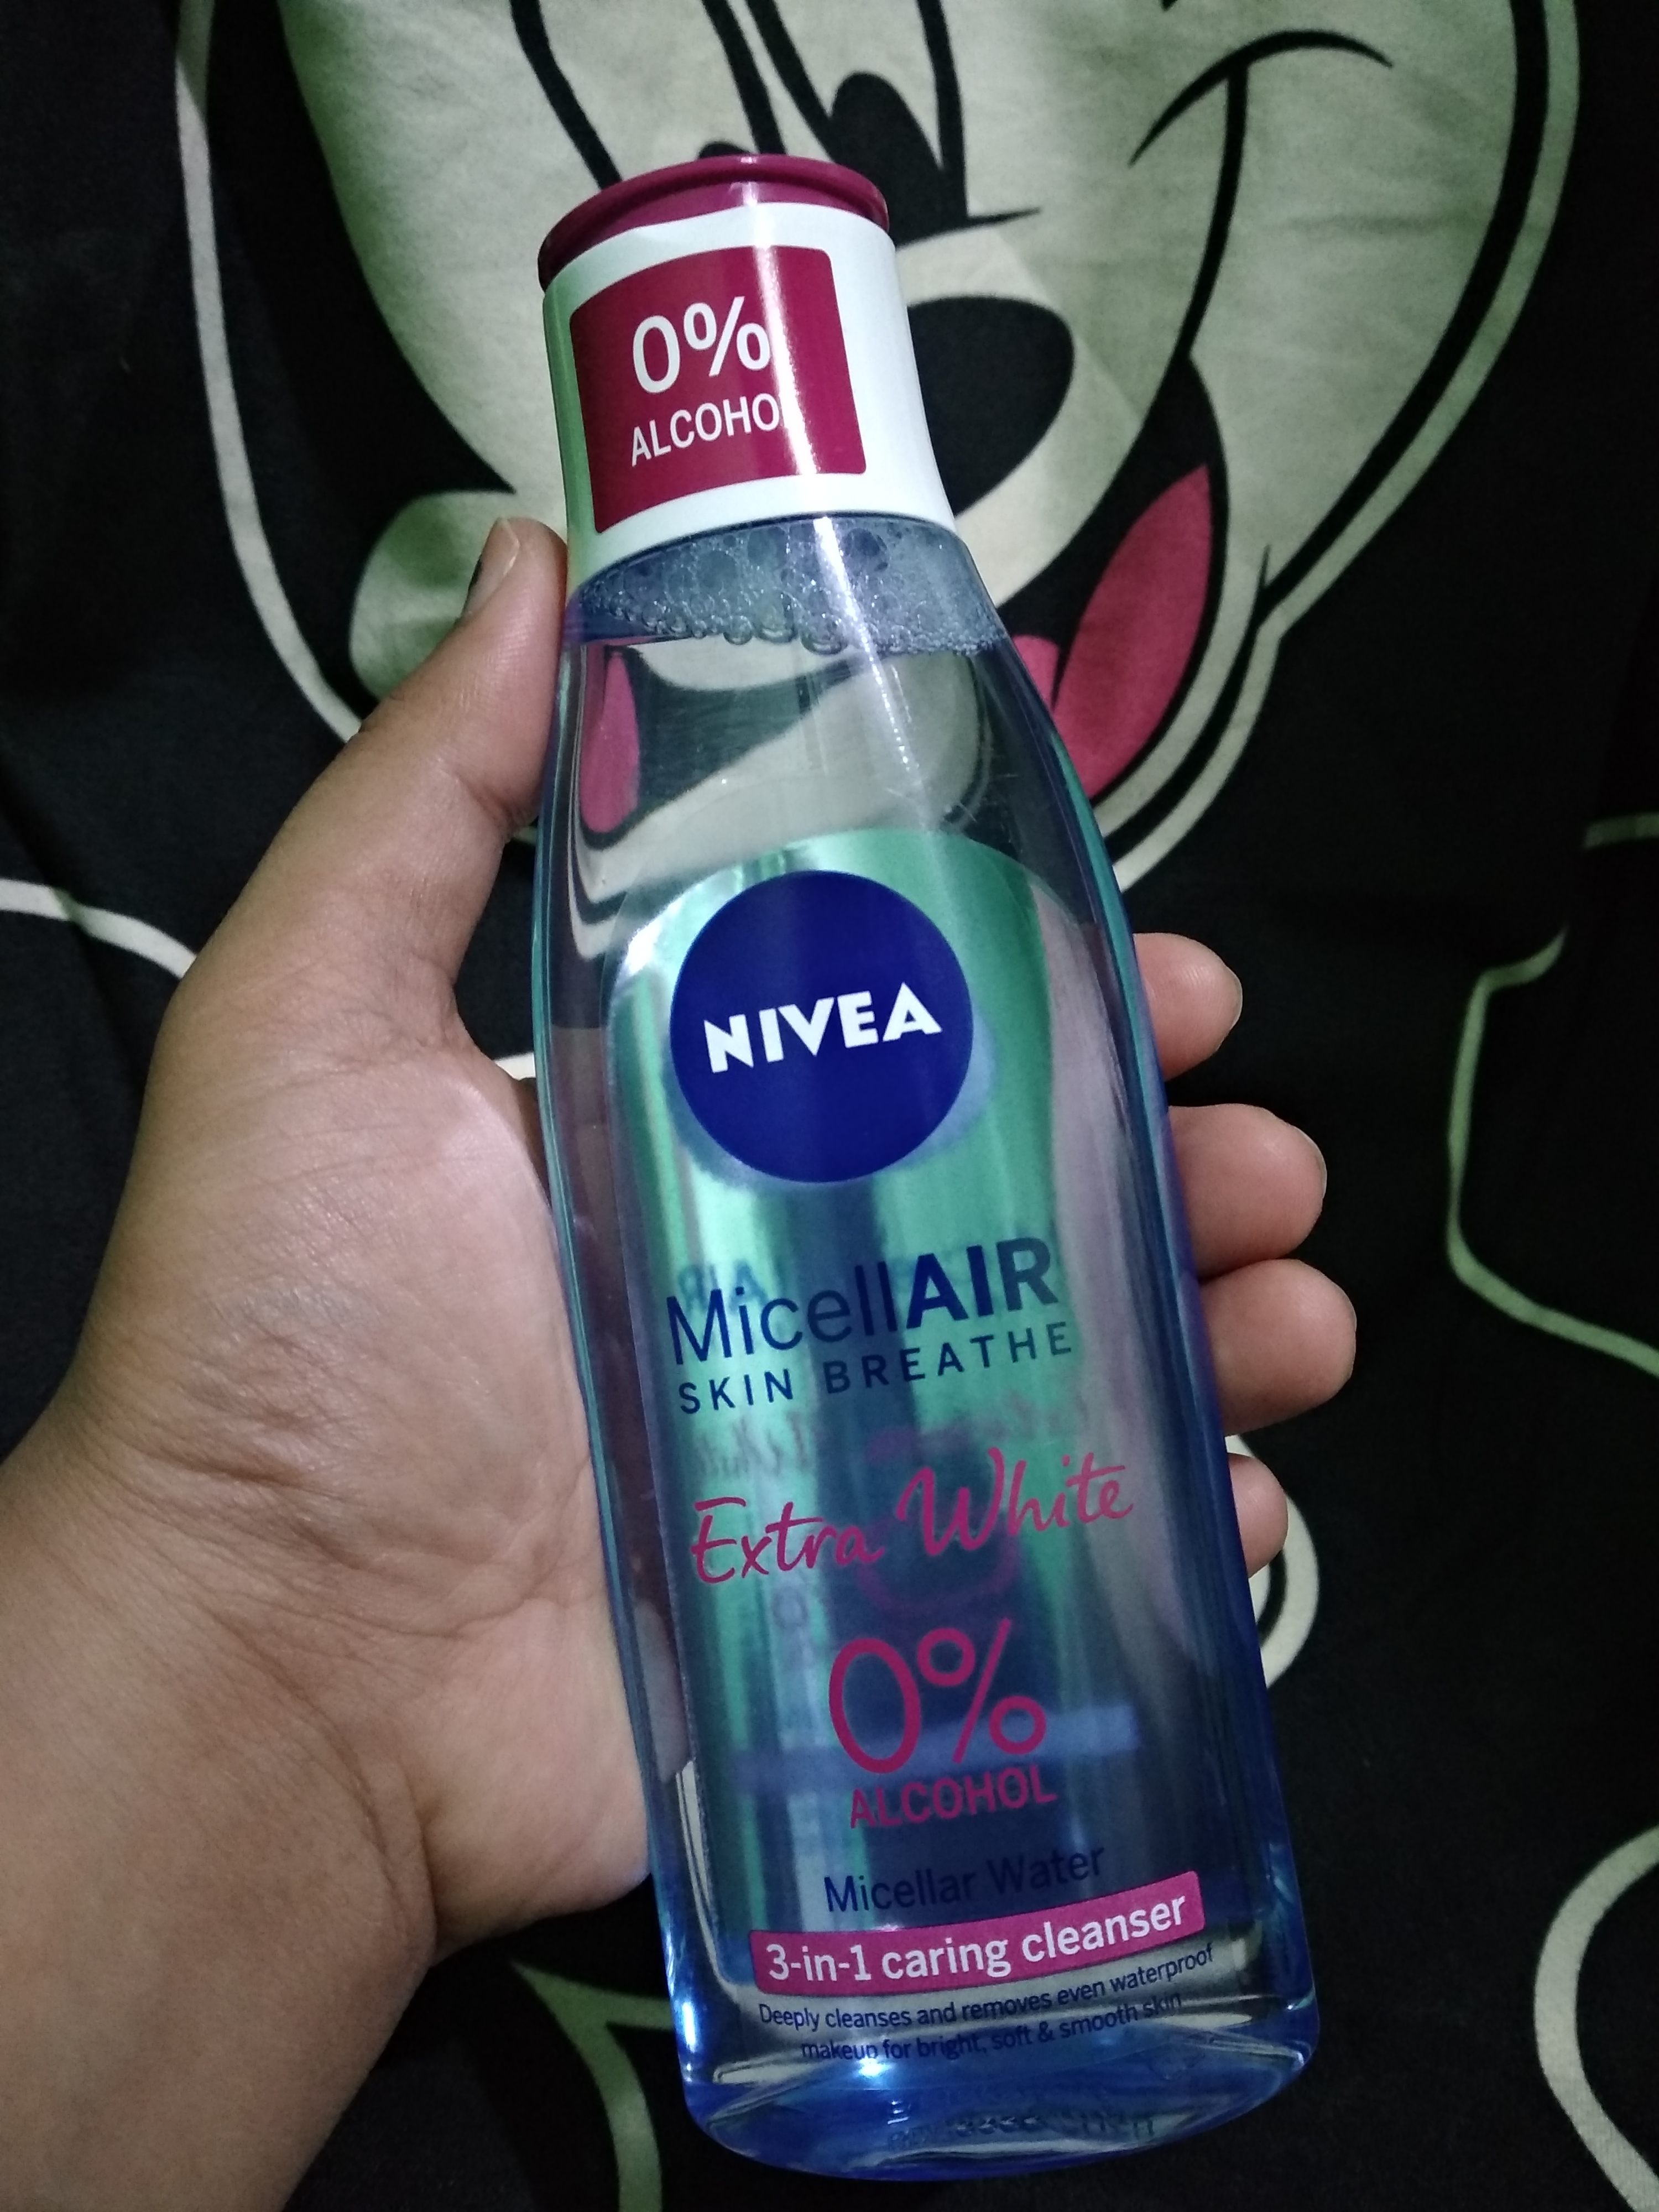 0%
ALCOHOL
NIVEA
MicellAIR
SKIN BREATHE
Extra White
0%
ALCOHOL
Micellar Water
3-in-1 caring cleanser
Deeply cleanses and removes even waterproof
makeup for bright, soft & smooth skin